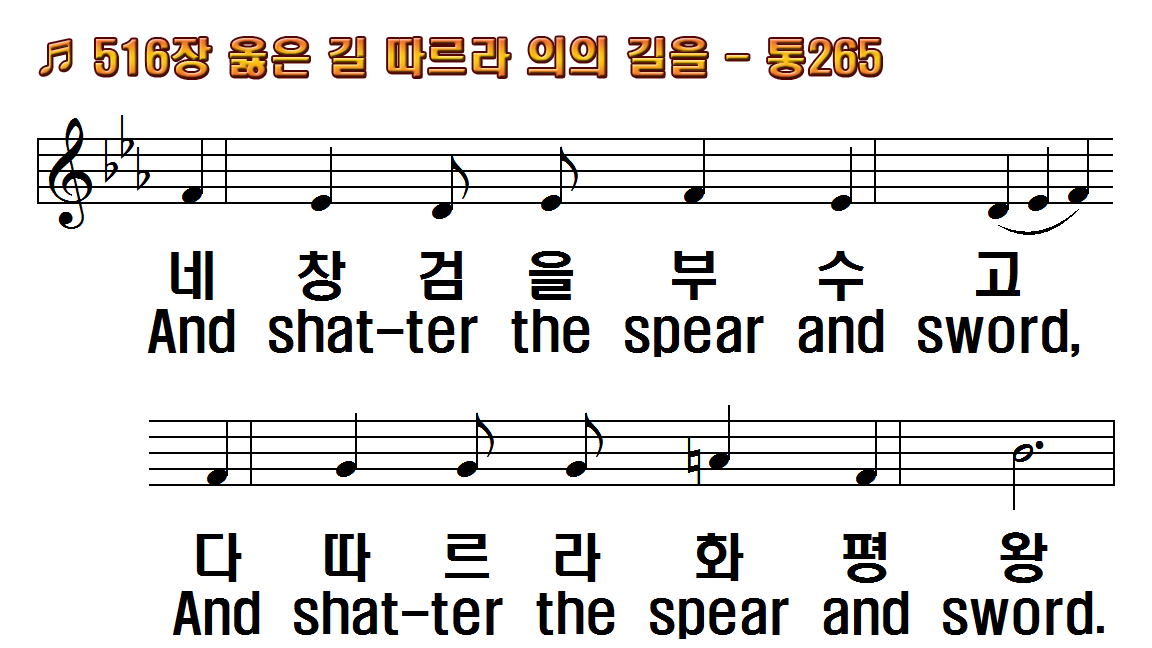 ♬ 516장 옳은 길 따르라 의의 길을 - 통265
네 창 검 을 부 수 고
And shat-ter the spear and sword,
다 따 르 라 화 평 왕
And shat-ter the spear and sword.